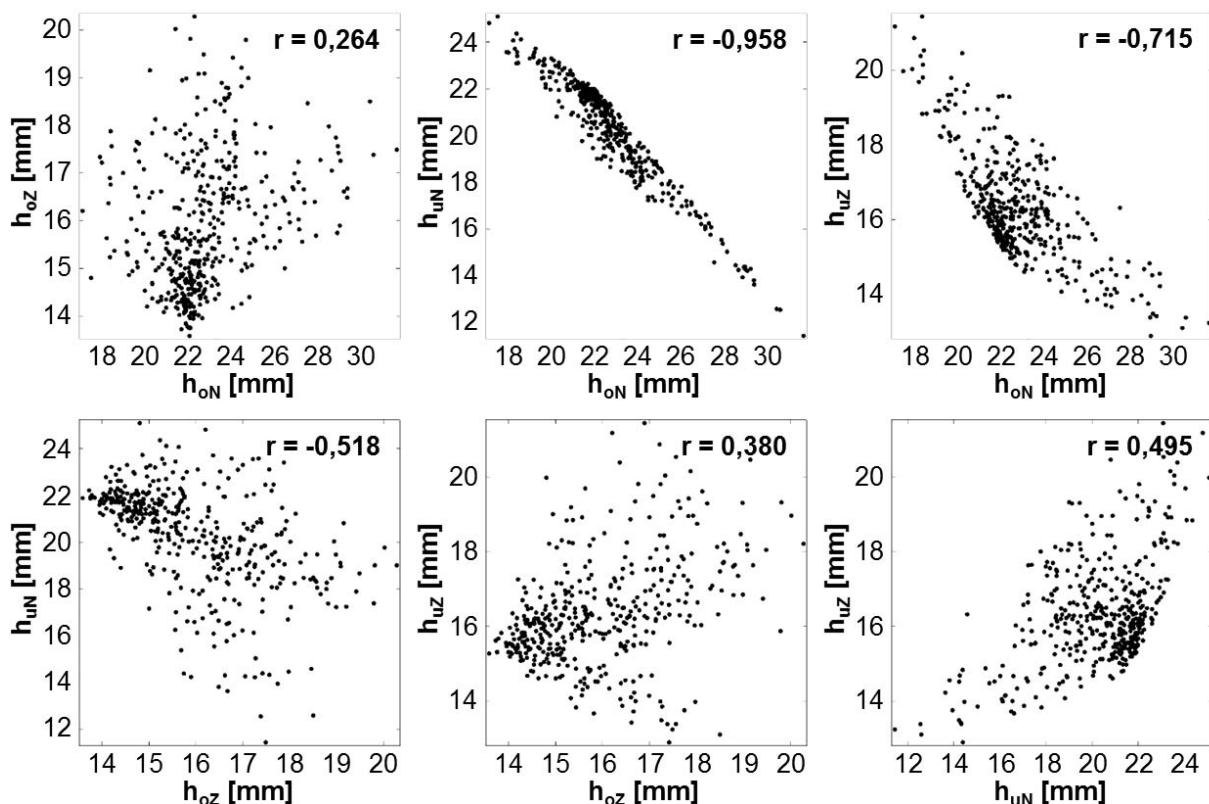 r = 0,264
20
19
18
17
16
15
14
h_oZ [mm]
18 20 22 24 26 28 30
h_oN [mm]
r = -0,958
24
22
20
18
16
14
12
h_uN [mm]
18 20 22 24 26 28 30
h_oN [mm]
r = -0,715
20
18
16
14
h_uZ [mm]
18 20 22 24 26 28 30
h_oN [mm]
r = -0,518
24
22
20
18
16
14
12
h_uN [mm]
14 15 16 17 18 19 20
h_oZ [mm]
r = 0,380
20
18
16
14
h_uZ [mm]
14 15 16 17 18 19 20
h_oZ [mm]
r = 0,495
20
18
16
14
h_uZ [mm]
12 14 16 18 20 22 24
h_uN [mm]